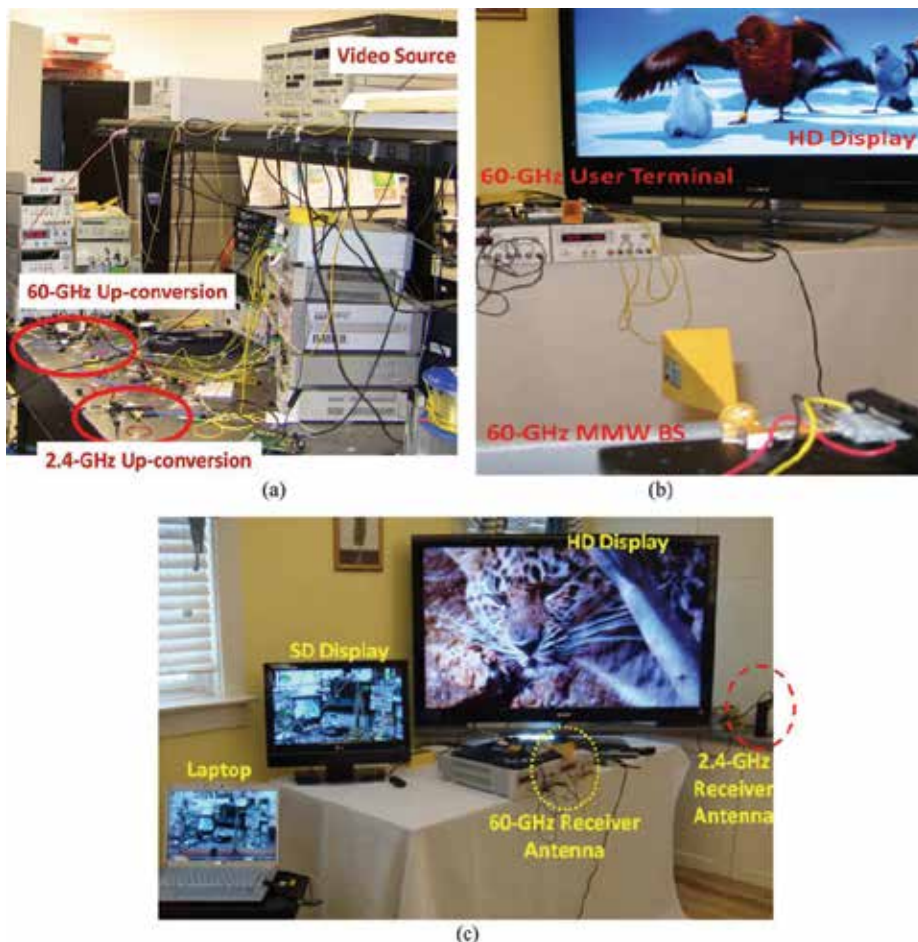 Video Source
60-GHz Up-conversion
2.4-GHz Up-conversion
(a)
HD Display
60-GHz User Terminal
60-GHz MMW BS
(b)
HD Display
SD Display
Laptop
60-GHz Receiver
Antenna
2.4-GHz
Receiver
Antenna
(c)